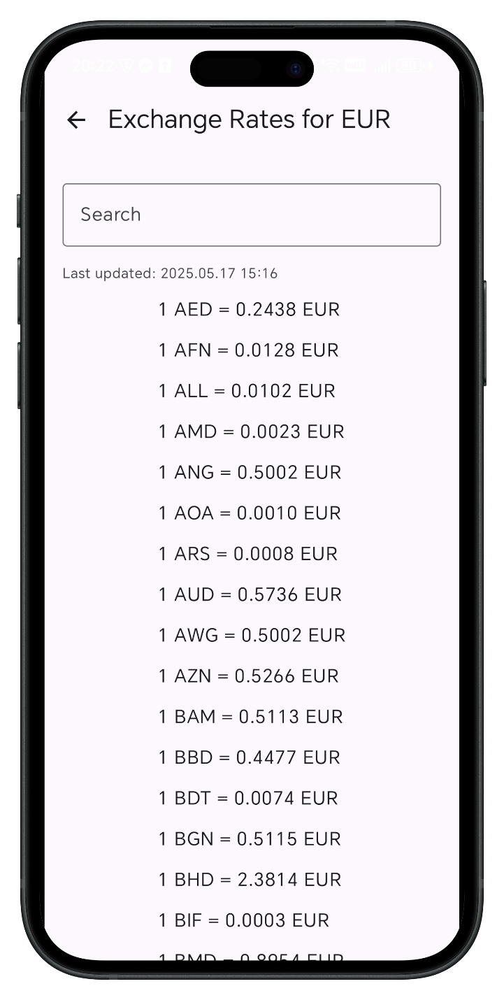 20:22
Exchange Rates for EUR
Search
Last updated: 2025.05.17 15:16
1 AED = 0.2438 EUR
1 AFN = 0.0128 EUR
1 ALL = 0.0102 EUR
1 AMD = 0.0023 EUR
1 ANG = 0.5002 EUR
1 AOA = 0.0010 EUR
1 ARS = 0.0008 EUR
1 AUD = 0.5736 EUR
1 AWG = 0.5002 EUR
1 AZN = 0.5266 EUR
1 BAM = 0.5113 EUR
1 BBD = 0.4477 EUR
1 BDT = 0.0074 EUR
1 BGN = 0.5115 EUR
1 BHD = 2.3814 EUR
1 BIF = 0.0003 EUR
1 BMD = 0.8954 EUR